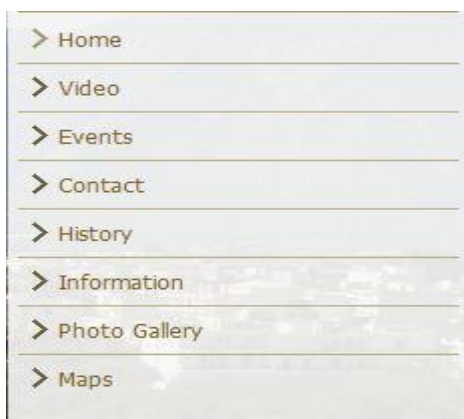 Home
Video
Events
Contact
History
Information
Photo Gallery
Maps